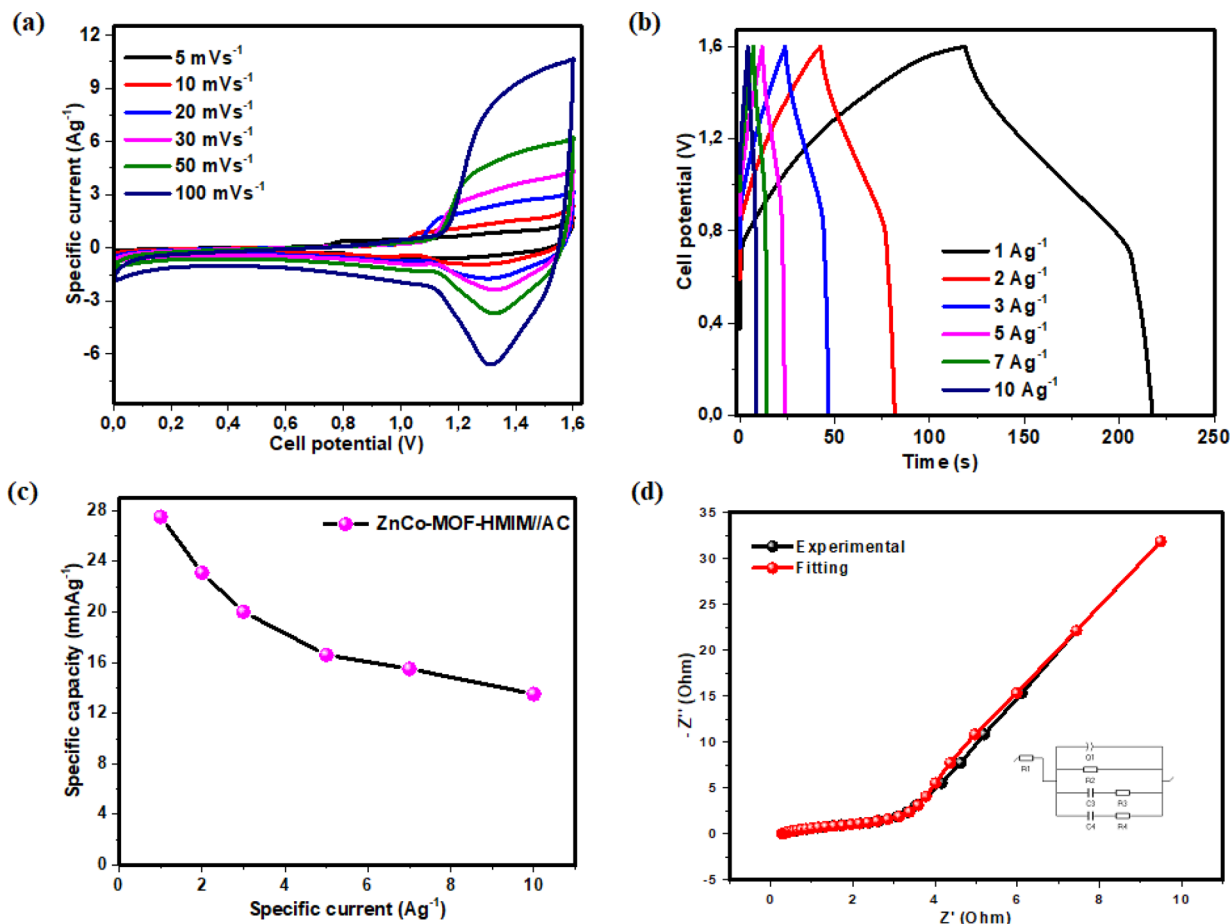 (a)
Specific current (Ag⁻¹)
12
9
6
3
0
-3
-6
5 mVs⁻¹
10 mVs⁻¹
20 mVs⁻¹
30 mVs⁻¹
50 mVs⁻¹
100 mVs⁻¹
0,0 0,2 0,4 0,6 0,8 1,0 1,2 1,4 1,6
Cell potential (V)
(b)
Cell potential (V)
1,6
1,2
0,8
0,4
0,0
1 Ag⁻¹
2 Ag⁻¹
3 Ag⁻¹
5 Ag⁻¹
7 Ag⁻¹
10 Ag⁻¹
0 50 100 150 200 250
Time (s)
(c)
Specific capacity (mhAg⁻¹)
28
24
20
16
12
8
4
0
ZnCo-MOF-HMIM//AC
0 2 4 6 8 10
Specific current (Ag⁻¹)
(d)
- Z'' (Ohm)
35
30
25
20
15
10
5
0
-5
Experimental
Fitting
R1
Q1
R2
C3 R3
C4 R4
0 2 4 6 8 10
Z' (Ohm)